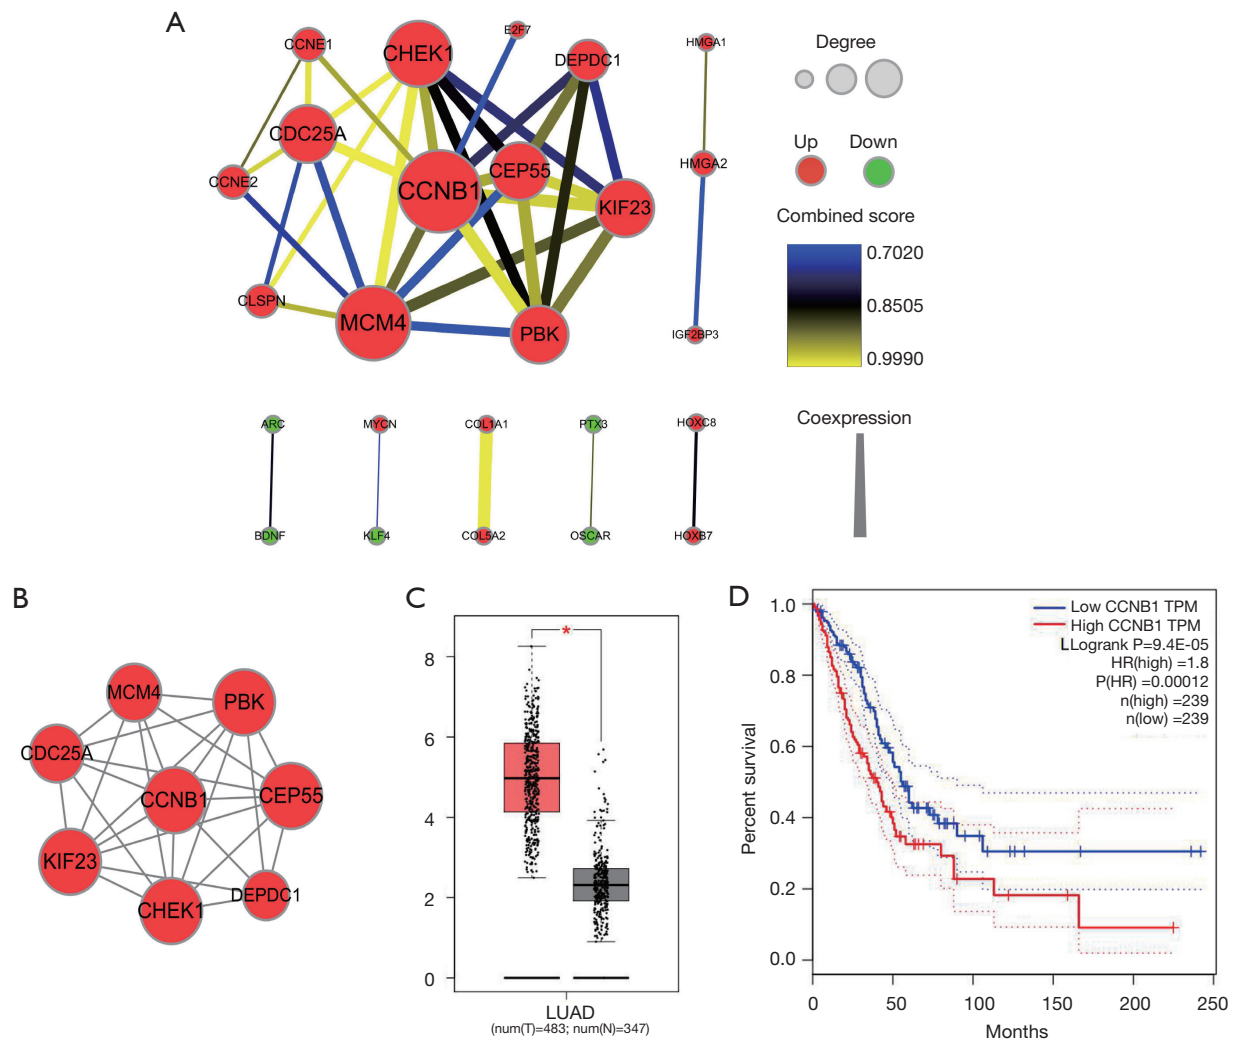 A
CCNE1
CHEK1
E2F7
DEPDC1
HMGA1
Degree
CDC25A
CCNE2
CCNB1
CEP55
KIF23
HMGA2
Up
Down
Combined score
0.7020
0.8505
0.9990
CLSPN
MCM4
PBK
IGF2BP3
ARC
MYCN
COL1A1
PTX3
HOXC8
Coexpression
BDNF
KLF4
COL5A2
OSCAR
HOXB7
B
MCM4
PBK
CDC25A
CCNB1
CEP55
KIF23
CHEK1
DEPDC1
C
8
6
4
2
0
*
LUAD
(num(T)=483; num(N)=347)
D
Percent survival
1.0
0.8
0.6
0.4
0.2
0.0
Low CCNB1 TPM
High CCNB1 TPM
LLogrank P=9.4E-05
HR(high) =1.8
P(HR) =0.00012
n(high) =239
n(low) =239
0
50
100
150
200
250
Months